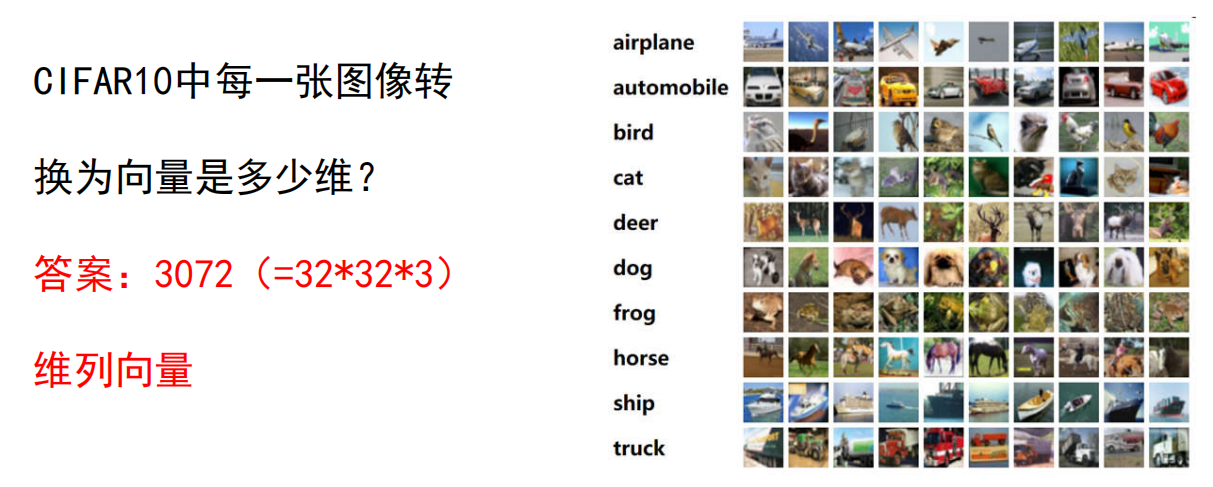 CIFAR10中每一张图像转
换为向量是多少维？
答案：3072（=32*32*3）
维列向量
airplane
automobile
bird
cat
deer
dog
frog
horse
ship
truck